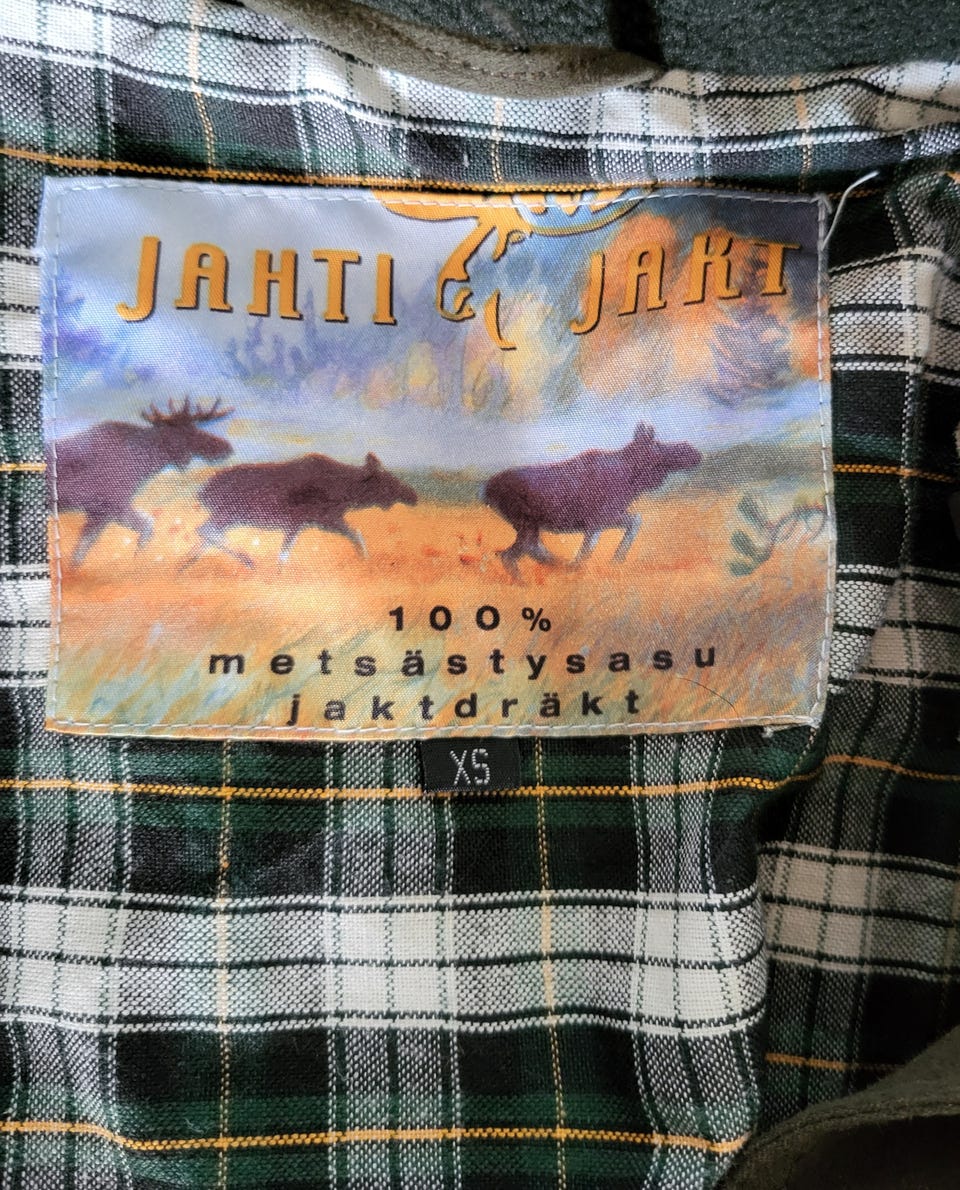 JAHTI & JAKT
100%
metsästysasu
jaktdräkt
XS